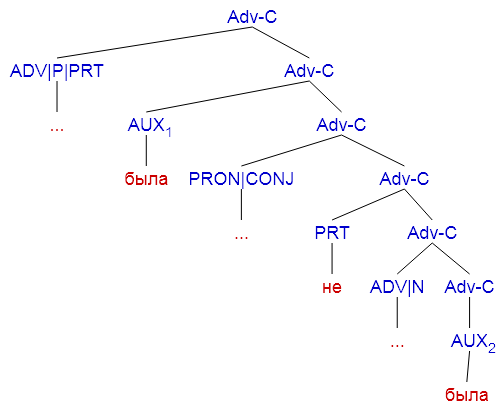 Adv-C
ADV|P|PRT Adv-C
... AUX1 Adv-C
была PRON|CONJ Adv-C
... PRT Adv-C
не ADV|N Adv-C
... AUX2
была